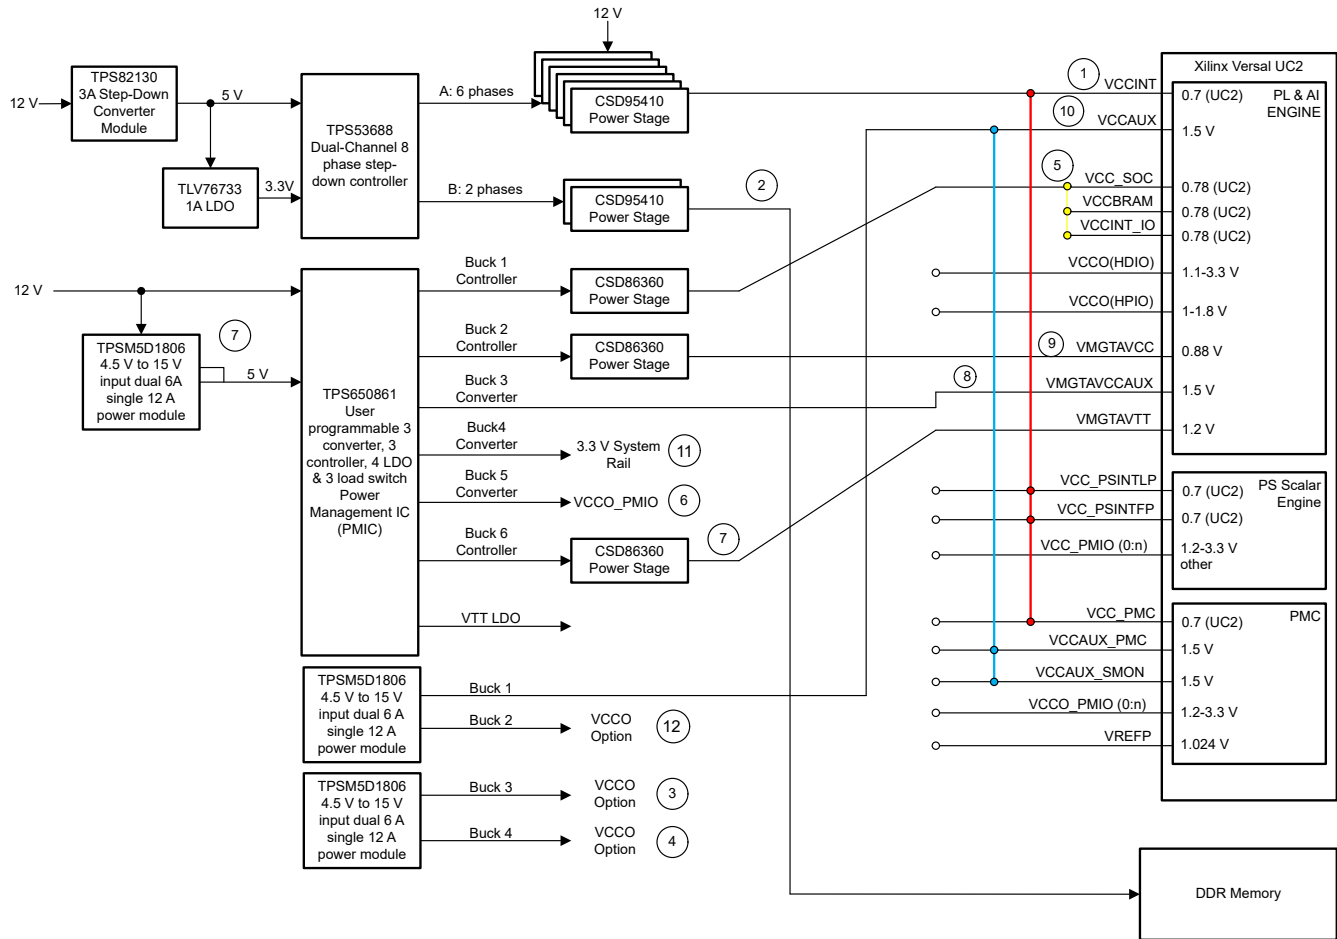 12 V
TPS82130
3A Step-Down
Converter
Module
12 V
5 V
TLV76733
1A LDO
3.3V
TPS53688
Dual-Channel 8
phase step-
down controller
A: 6 phases
CSD95410
Power Stage
B: 2 phases
CSD95410
Power Stage
2
12 V
TPSM5D1806
4.5 V to 15 V
input dual 6A
single 12 A
power module
7
5 V
TPS650861
User
programmable 3
converter, 3
controller, 4 LDO
& 3 load switch
Power
Management IC
(PMIC)
Buck 1
Controller
CSD86360
Power Stage
Buck 2
Controller
CSD86360
Power Stage
Buck 3
Converter
Buck4
Converter
3.3 V System
Rail
11
Buck 5
Converter
VCCO_PMIO
6
Buck 6
Controller
CSD86360
Power Stage
7
VTT LDO
TPSM5D1806
4.5 V to 15 V
input dual 6 A
single 12 A
power module
Buck 1
Buck 2
VCCO
Option
12
TPSM5D1806
4.5 V to 15 V
input dual 6 A
single 12 A
power module
Buck 3
VCCO
Option
3
Buck 4
VCCO
Option
4
Xilinx Versal UC2
PL & AI
ENGINE
1
VCCINT
0.7 (UC2)
10
VCCAUX
1.5 V
5
VCC_SOC
0.78 (UC2)
VCCBRAM
0.78 (UC2)
VCCINT_IO
0.78 (UC2)
VCCO(HDIO)
1.1-3.3 V
VCCO(HPIO)
1-1.8 V
9
VMGTAVCC
0.88 V
8
VMGTAVCCAUX
1.5 V
VMGTAVTT
1.2 V
PS Scalar
Engine
VCC_PSINTLP
0.7 (UC2)
VCC_PSINTFP
0.7 (UC2)
VCC_PMIO (0:n)
1.2-3.3 V
other
PMC
VCC_PMC
0.7 (UC2)
VCCAUX_PMC
1.5 V
VCCAUX_SMON
1.5 V
VCCO_PMIO (0:n)
1.2-3.3 V
VREFP
1.024 V
DDR Memory